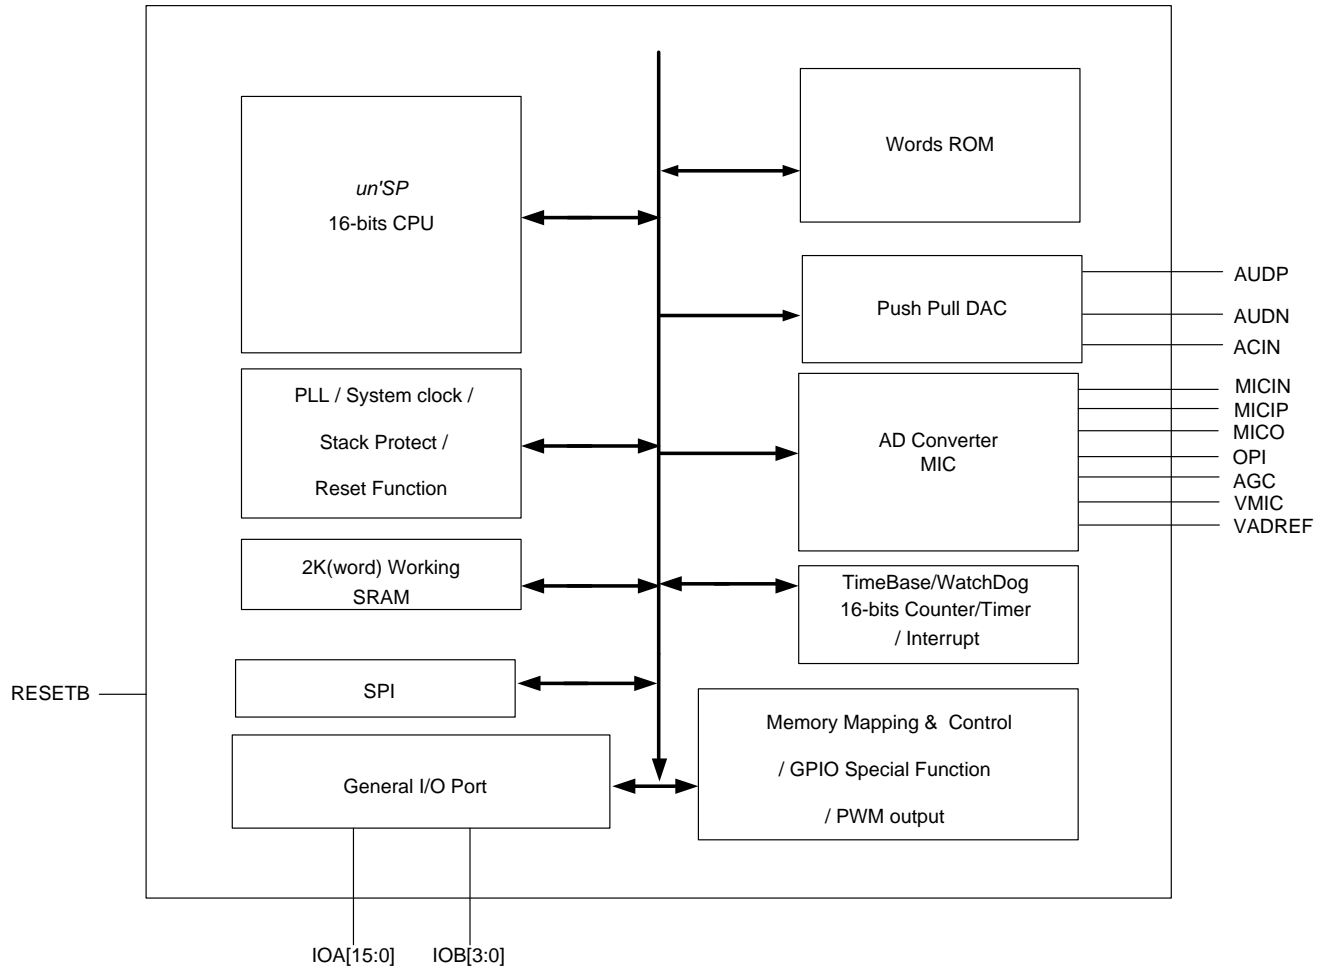 un'SP
16-bits CPU
PLL / System clock /
Stack Protect /
Reset Function
2K(word) Working
SRAM
SPI
General I/O Port
Words ROM
Push Pull DAC
AD Converter
MIC
TimeBase/WatchDog
16-bits Counter/Timer
/ Interrupt
Memory Mapping & Control
/ GPIO Special Function
/ PWM output
AUDP
AUDN
ACIN
MICIN
MICIP
MICO
OPI
AGC
VMIC
VADREF
RESETB
IOA[15:0]
IOB[3:0]